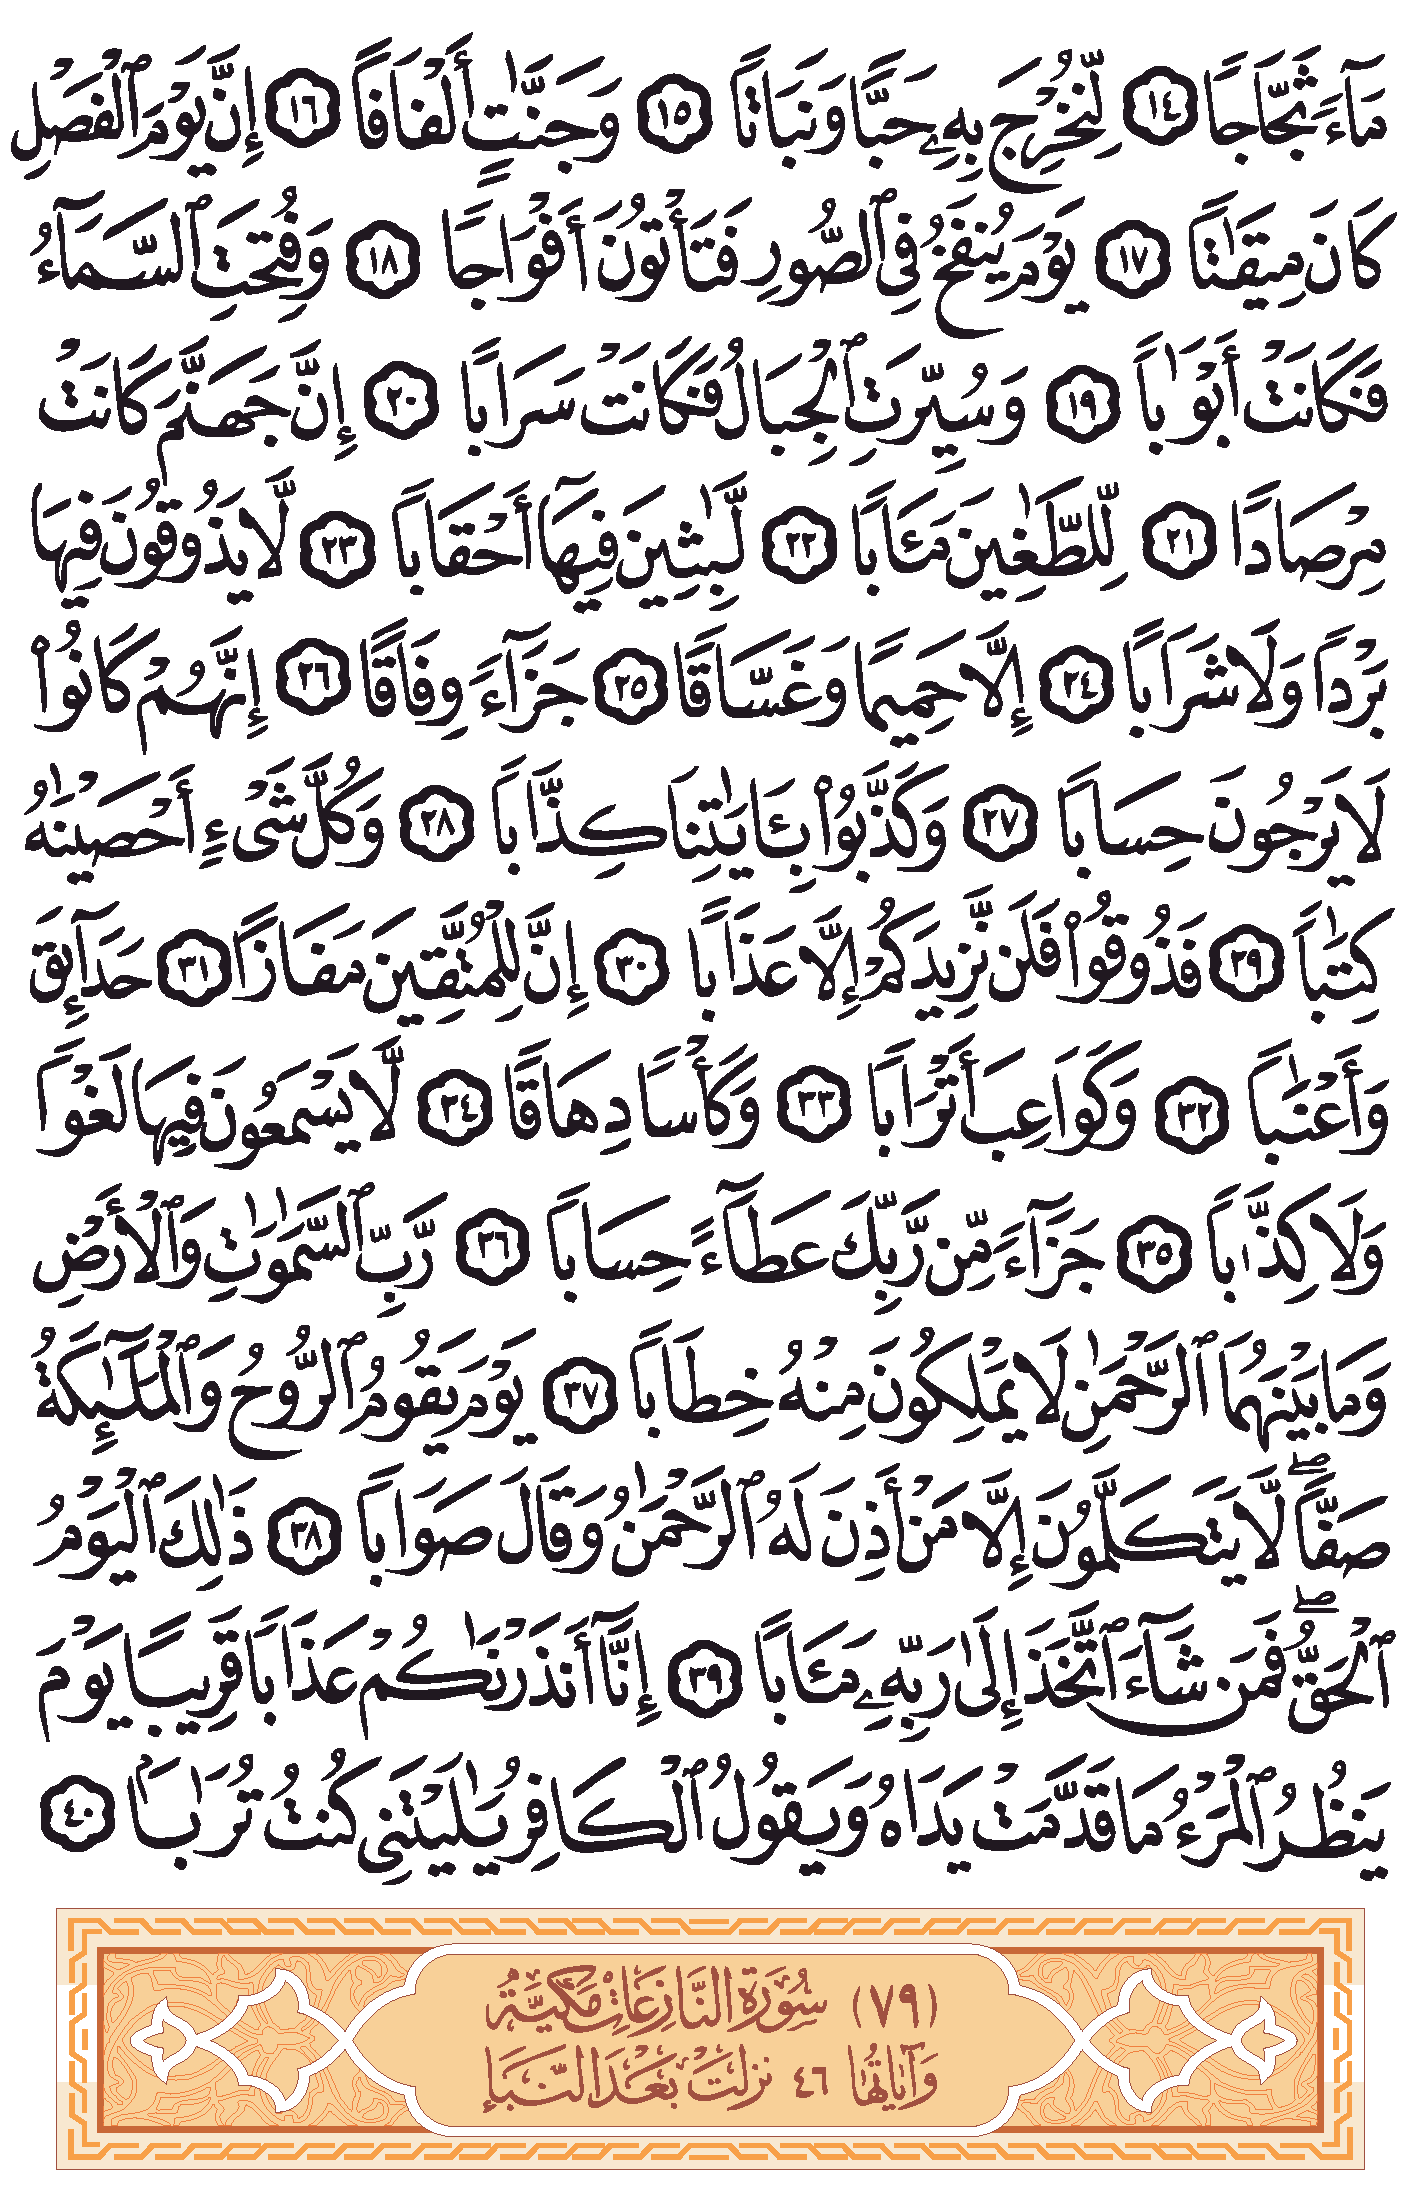 مَآءً ثَجَّاجًا ١٤ لِّنُخْرِجَ بِهِۦ حَبًّا وَنَبَاتًا ١٥ وَجَنَّٰتٍ أَلْفَافًا ١٦ إِنَّ يَوْمَ ٱلْفَصْلِ
كَانَ مِيقَٰتًا ١٧ يَوْمَ يُنفَخُ فِى ٱلصُّورِ فَتَأْتُونَ أَفْوَاجًا ١٨ وَفُتِحَتِ ٱلسَّمَآءُ
فَكَانَتْ أَبْوَٰبًا ١٩ وَسُيِّرَتِ ٱلْجِبَالُ فَكَانَتْ سَرَابًا ٢٠ إِنَّ جَهَنَّمَ كَانَتْ
مِرْصَادًا ٢١ لِّلطَّٰغِينَ مَـَٔابًا ٢٢ لَّٰبِثِينَ فِيهَآ أَحْقَابًا ٢٣ لَّا يَذُوقُونَ فِيهَا
بَرْدًا وَلَا شَرَابًا ٢٤ إِلَّا حَمِيمًا وَغَسَّاقًا ٢٥ جَزَآءً وِفَاقًا ٢٦ إِنَّهُمْ كَانُوا۟
لَا يَرْجُونَ حِسَابًا ٢٧ وَكَذَّبُوا۟ بِـَٔايَٰتِنَا كِذَّابًا ٢٨ وَكُلَّ شَىْءٍ أَحْصَيْنَٰهُ
كِتَٰبًا ٢٩ فَذُوقُوا۟ فَلَن نَّزِيدَكُمْ إِلَّا عَذَابًا ٣٠ إِنَّ لِلْمُتَّقِينَ مَفَازًا ٣١ حَدَآئِقَ
وَأَعْنَٰبًا ٣٢ وَكَوَاعِبَ أَتْرَابًا ٣٣ وَكَأْسًا دِهَاقًا ٣٤ لَّا يَسْمَعُونَ فِيهَا لَغْوًا
وَلَا كِذَّٰبًا ٣٥ جَزَآءً مِّن رَّبِّكَ عَطَآءً حِسَابًا ٣٦ رَّبِّ ٱلسَّمَٰوَٰتِ وَٱلْأَرْضِ
وَمَا بَيْنَهُمَا ٱلرَّحْمَٰنِ لَا يَمْلِكُونَ مِنْهُ خِطَابًا ٣٧ يَوْمَ يَقُومُ ٱلرُّوحُ وَٱلْمَلَٰٓئِكَةُ
صَفًّاۖ لَّا يَتَكَلَّمُونَ إِلَّا مَنْ أَذِنَ لَهُ ٱلرَّحْمَٰنُ وَقَالَ صَوَابًا ٣٨ ذَٰلِكَ ٱلْيَوْمُ
ٱلْحَقُّۖ فَمَن شَآءَ ٱتَّخَذَ إِلَىٰ رَبِّهِۦ مَـَٔابًا ٣٩ إِنَّآ أَنذَرْنَٰكُمْ عَذَابًا قَرِيبًا يَوْمَ
يَنظُرُ ٱلْمَرْءُ مَا قَدَّمَتْ يَدَاهُ وَيَقُولُ ٱلْكَافِرُ يَٰلَيْتَنِى كُنتُ تُرَٰبَۢا ٤٠
(٧٩) سُورَةُ النَّازِعَاتِ مَكِّيَّةٌ
وَآيَاتُهَا ٤٦ نَزَلَتْ بَعْدَ النَّبَإِ